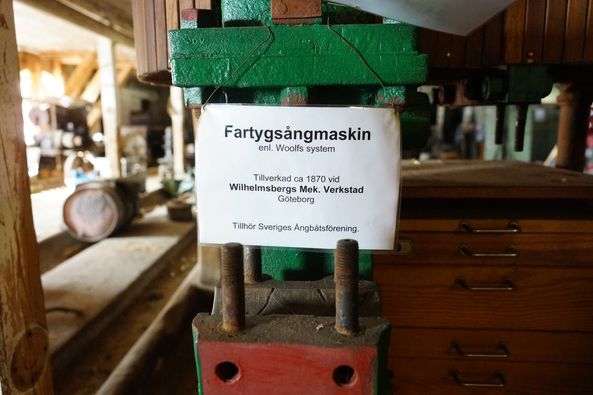 Fartygsångmaskin
enl. Woolfs system
Tillverkad ca 1870 vid
Wilhelmsbergs Mek. Verkstad
Göteborg
Tillhör Sveriges Ångbåtsförening.